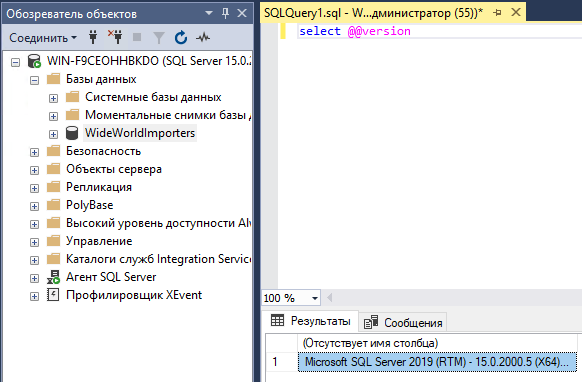 Обозреватель объектов
Соединить
WIN-F9CEOHHBKDO (SQL Server 15.0.2
Базы данных
Системные базы данных
Моментальные снимки базы д
WideWorldImporters
Безопасность
Объекты сервера
Репликация
PolyBase
Высокий уровень доступности Alw
Управление
Каталоги служб Integration Service
Агент SQL Server
Профилировщик XEvent
SQLQuery1.sql - W...дминистратор (55))*
select @@version
100 %
Результаты
Сообщения
(Отсутствует имя столбца)
1 Microsoft SQL Server 2019 (RTM) - 15.0.2000.5 (X64)...